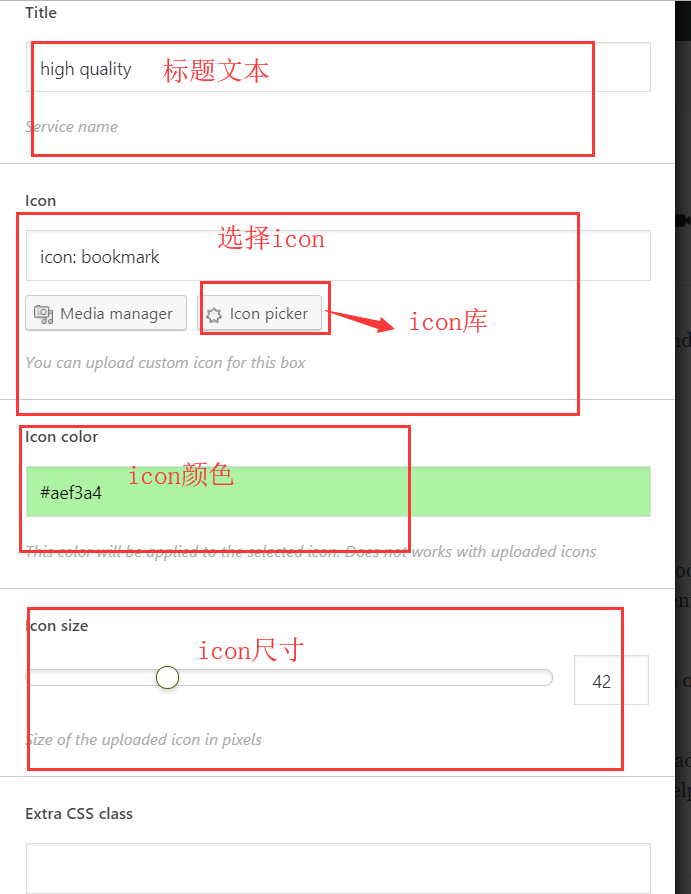 Title
high quality 标题文本
Service name
Icon
选择icon
icon: bookmark
Media manager Icon picker icon库
You can upload custom icon for this box
Icon color
icon颜色
#aef3a4
This color will be applied to the selected icon. Does not works with uploaded icons
Icon size
icon尺寸
42
Size of the uploaded icon in pixels
Extra CSS class